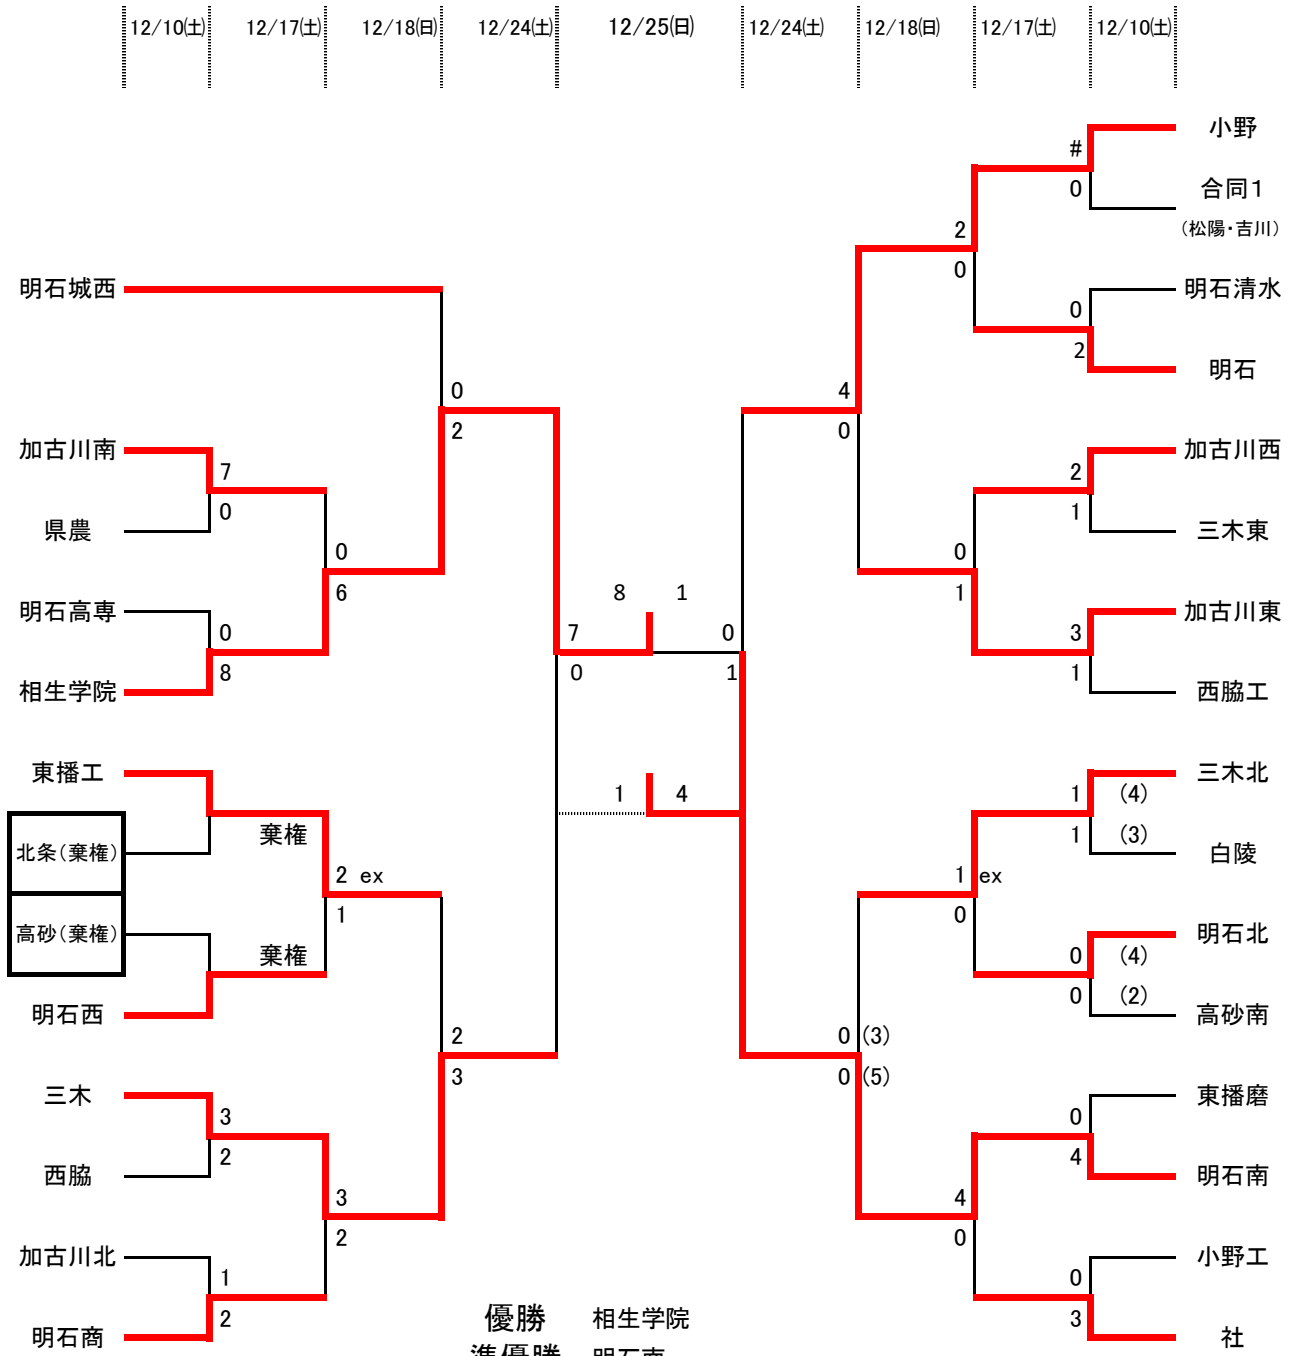 12/10㈯ 12/17㈯ 12/18㈰ 12/24㈯ 12/25㈰ 12/24㈯ 12/18㈰ 12/17㈯ 12/10㈯
小野
#
0 合同1
(松陽・吉川)
2
0
明石城西 明石清水
0
2
明石
0 4
2 0
加古川南 加古川西
7 2
0 1
県農 三木東
0 0
6 1
8 1
明石高専 加古川東
0 7 0 3
8 0 1 1
相生学院 西脇工
東播工 三木北
1 4 1 (4)
棄権 1 (3)
北条(棄権) 白陵
2 ex 1 ex
1 0
高砂(棄権) 明石北
棄権 0 (4)
0 (2)
明石西 高砂南
2 0 (3)
3 0 (5)
三木 東播磨
3 0
2 4
西脇 明石南
3 4
2 0
加古川北 小野工
1 0
2 3
優勝 相生学院
明石商 社
準優勝 明石南